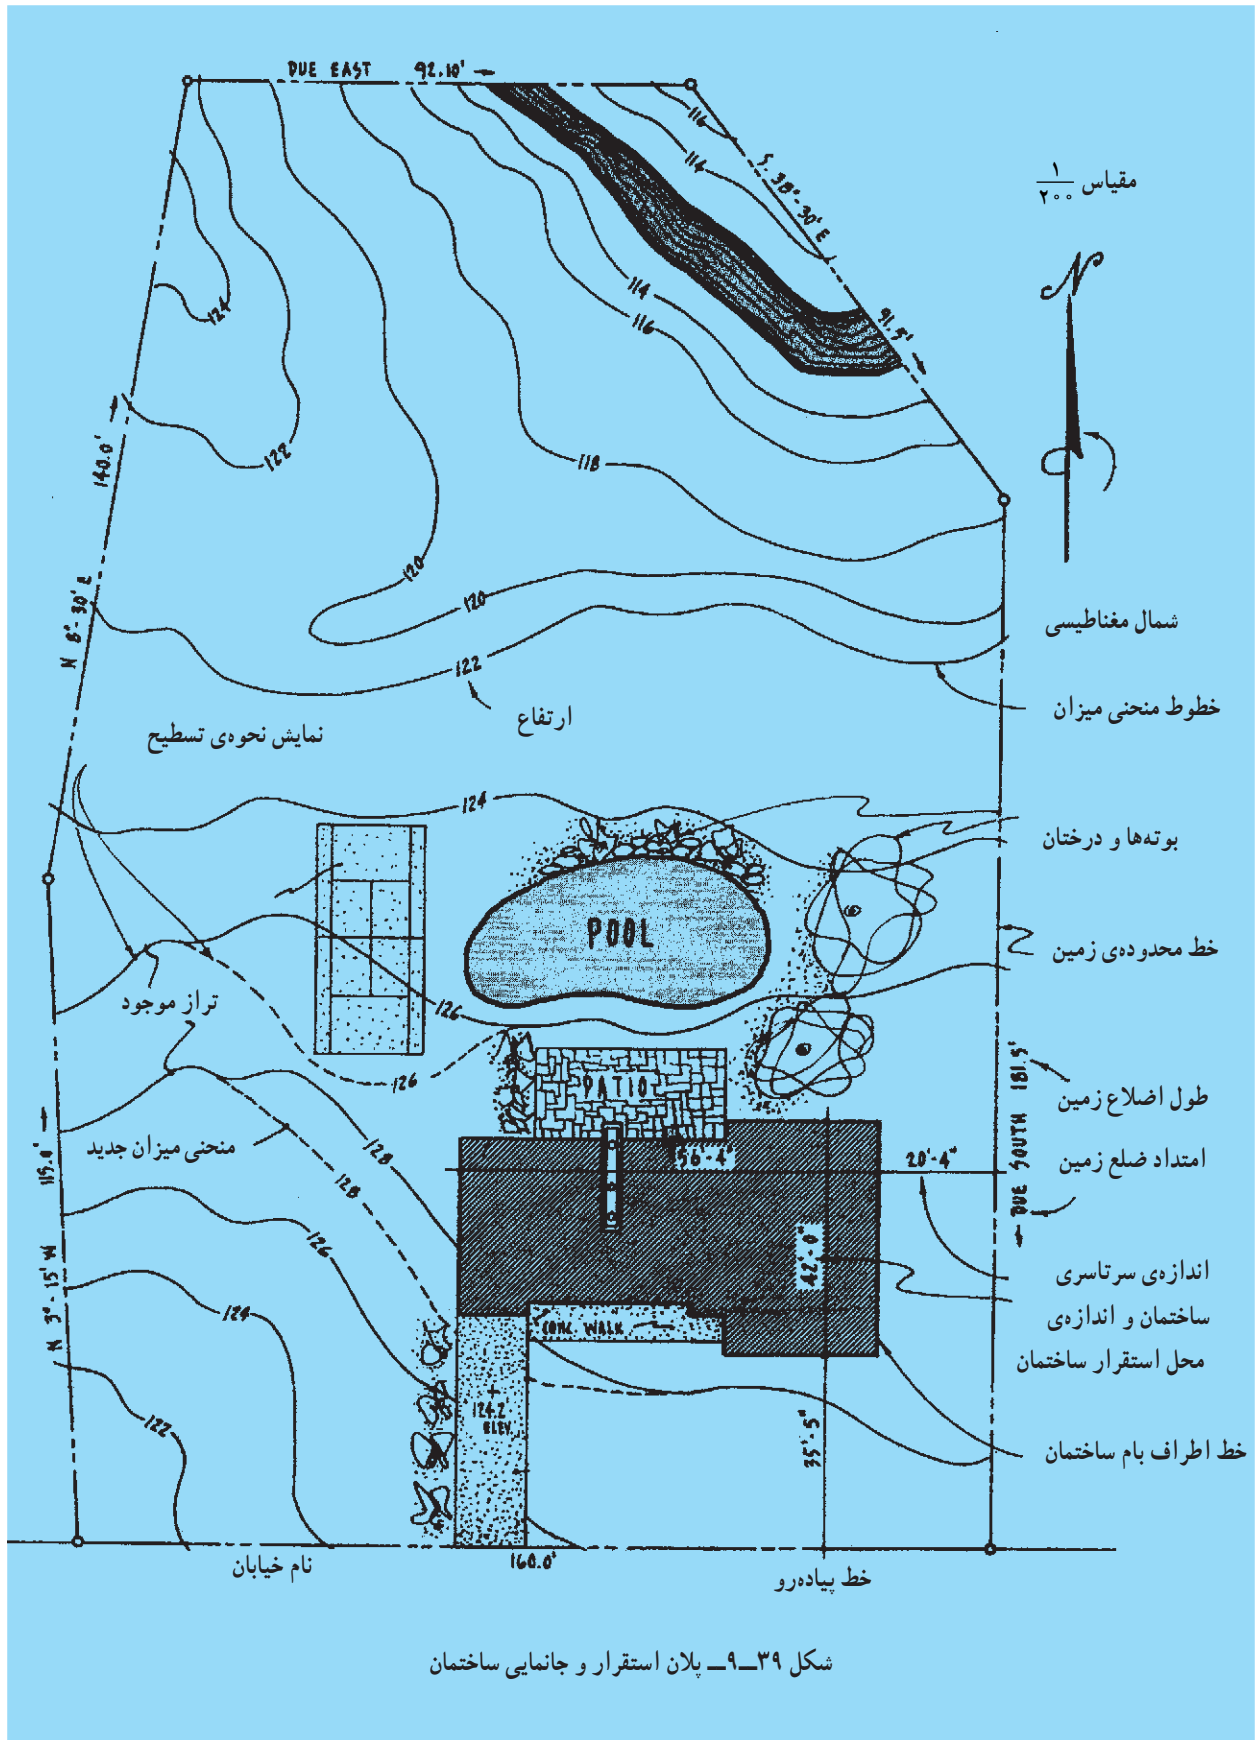 DUE EAST 92.10'
116
114
S. 38°-30' E
مقیاس ۱/۲۰۰
N
124
114
116
91.5'
140.0'
122
118
120
N 8°-30' E
120
شمال مغناطیسی
122
خطوط منحنی میزان
ارتفاع
نمایش نحوه‌ی تسطیح
124
بوته‌ها و درختان
POOL
خط محدوده‌ی زمین
تراز موجود
126
126
PATIO
DUE SOUTH 181.5'
طول اضلاع زمین
منحنی میزان جدید
128
56'-4"
20'-4"
امتداد ضلع زمین
115.0'
128
126
42'-0"
اندازه‌ی سرتاسری
ساختمان و اندازه‌ی
محل استقرار ساختمان
N 3°-15' W
124
CONC. WALK
122
124.2'
ELEV.
35'-5"
خط اطراف بام ساختمان
160.0'
نام خیابان
خط پیاده‌رو
شکل ۳۹ــ۹ــ پلان استقرار و جانمایی ساختمان